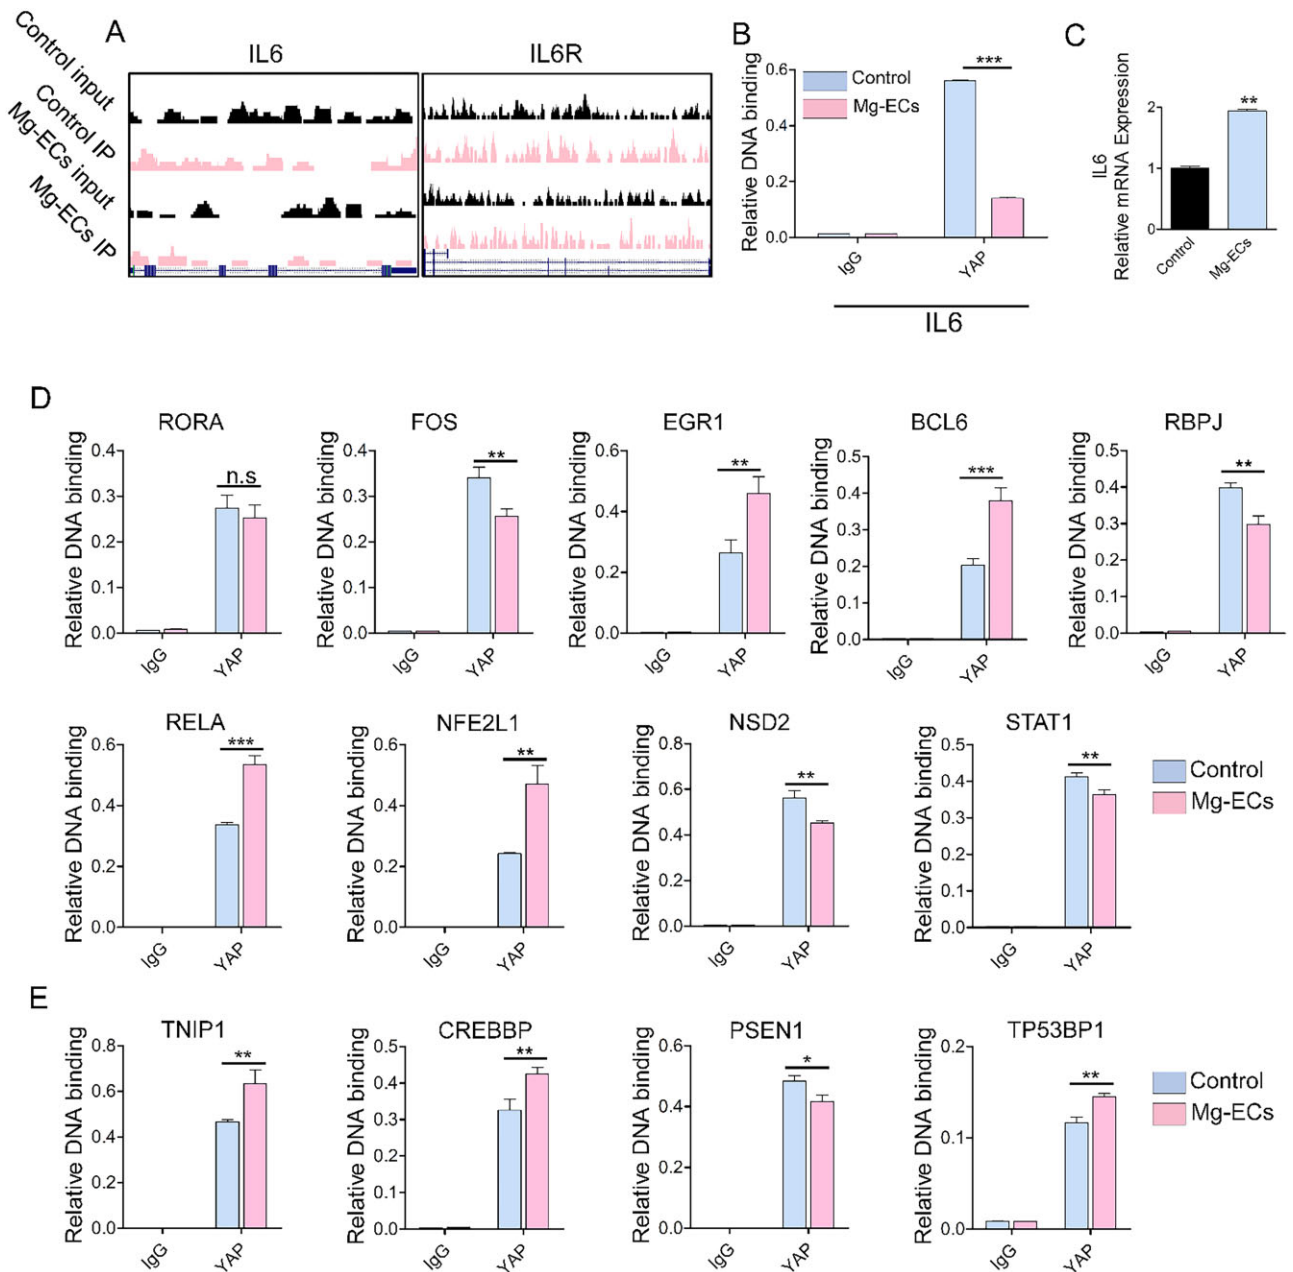 A
IL6
IL6R
Control input
Control IP
Mg-ECs input
Mg-ECs IP
B
Relative DNA binding
0.6
0.4
0.2
0.0
Control
Mg-ECs
***
IgG
YAP
IL6
C
IL6
Relative mRNA Expression
2
1
0
**
Control
Mg-ECs
D
RORA
Relative DNA binding
0.4
0.3
0.2
0.1
0.0
n.s
IgG
YAP
FOS
Relative DNA binding
0.4
0.3
0.2
0.1
0.0
**
IgG
YAP
EGR1
Relative DNA binding
0.6
0.4
0.2
0.0
**
IgG
YAP
BCL6
Relative DNA binding
0.5
0.4
0.3
0.2
0.1
0.0
***
IgG
YAP
RBPJ
Relative DNA binding
0.5
0.4
0.3
0.2
0.1
0.0
**
IgG
YAP
RELA
Relative DNA binding
0.6
0.4
0.2
0.0
***
IgG
YAP
NFE2L1
Relative DNA binding
0.6
0.4
0.2
0.0
**
IgG
YAP
NSD2
Relative DNA binding
0.8
0.6
0.4
0.2
0.0
**
IgG
YAP
STAT1
Relative DNA binding
0.5
0.4
0.3
0.2
0.1
0.0
**
IgG
YAP
Control
Mg-ECs
E
TNIP1
Relative DNA binding
0.8
0.6
0.4
0.2
0.0
**
IgG
YAP
CREBBP
Relative DNA binding
0.5
0.4
0.3
0.2
0.1
0.0
**
IgG
YAP
PSEN1
Relative DNA binding
0.6
0.4
0.2
0.0
*
IgG
YAP
TP53BP1
Relative DNA binding
0.2
0.1
0.0
**
IgG
YAP
Control
Mg-ECs